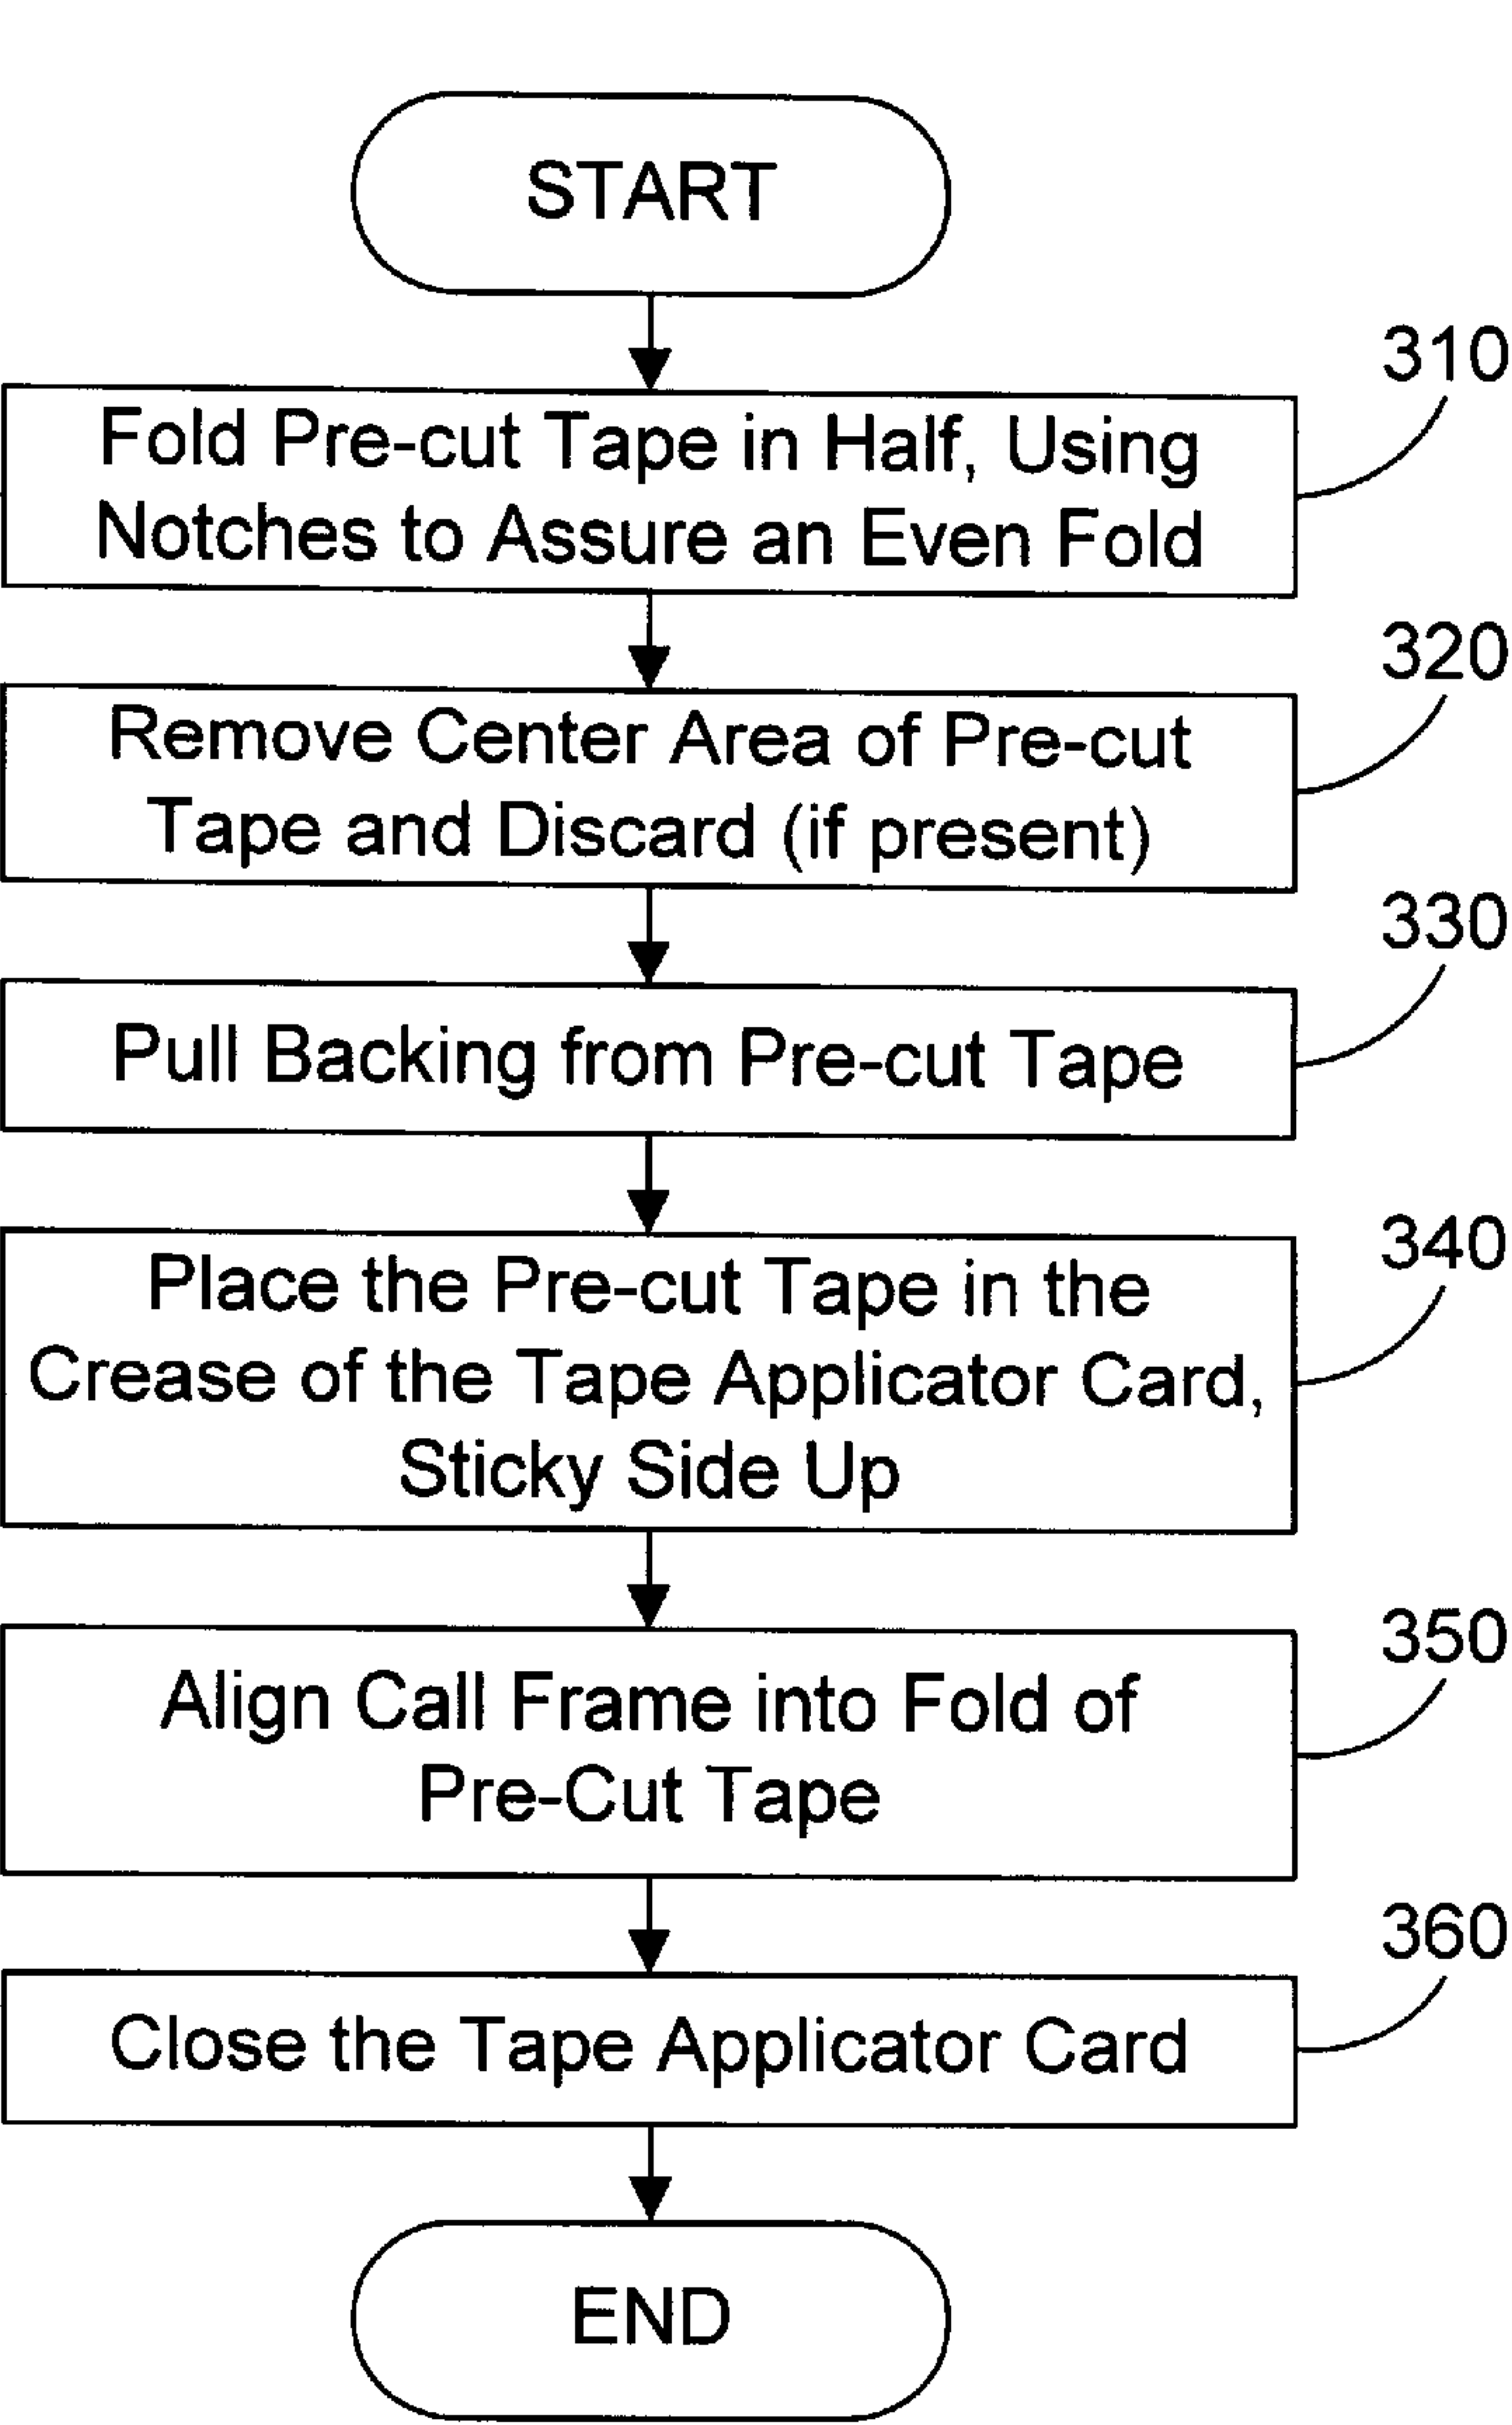 START
310
Fold Pre-cut Tape in Half, Using
Notches to Assure an Even Fold
320
Remove Center Area of Pre-cut
Tape and Discard (if present)
330
Pull Backing from Pre-cut Tape
340
Place the Pre-cut Tape in the
Crease of the Tape Applicator Card,
Sticky Side Up
350
Align Call Frame into Fold of
Pre-Cut Tape
360
Close the Tape Applicator Card
END